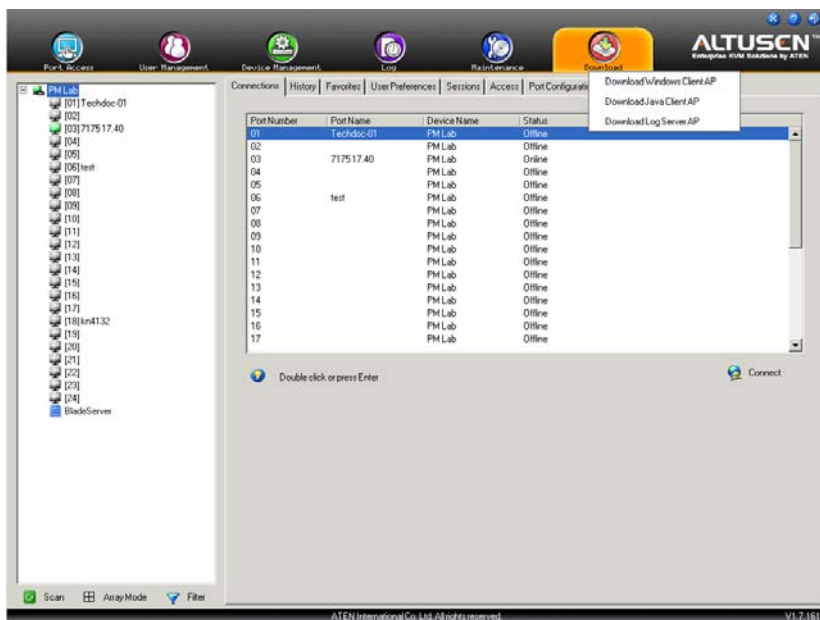 Port Access
User Management
Device Management
Log
Maintenance
Download
ALTUSEN™
Enterprise KVM Solutions by ATEN
Download Windows Client AP
Download Java Client AP
Download Log Server AP
PM Lab
[01] Techdoc-01
[02]
[03] 7175 17.40
[04]
[05]
[06] test
[07]
[08]
[09]
[10]
[11]
[12]
[13]
[14]
[15]
[16]
[17]
[18] kn4132
[19]
[20]
[21]
[22]
[23]
[24]
BladeServer
Scan
Array Mode
Filter
Connections
History
Favorites
User Preferences
Sessions
Access
Port Configuratio
Port Number Port Name Device Name Status
01 Techdoc-01 PM Lab Offline
02 PM Lab Offline
03 7175 17.40 PM Lab Online
04 PM Lab Offline
05 PM Lab Offline
06 test PM Lab Offline
07 PM Lab Offline
08 PM Lab Offline
09 PM Lab Offline
10 PM Lab Offline
11 PM Lab Offline
12 PM Lab Offline
13 PM Lab Offline
14 PM Lab Offline
15 PM Lab Offline
16 PM Lab Offline
17 PM Lab Offline
Double click or press Enter
Connect
ATEN International Co. Ltd. All rights reserved.
V1.7.161